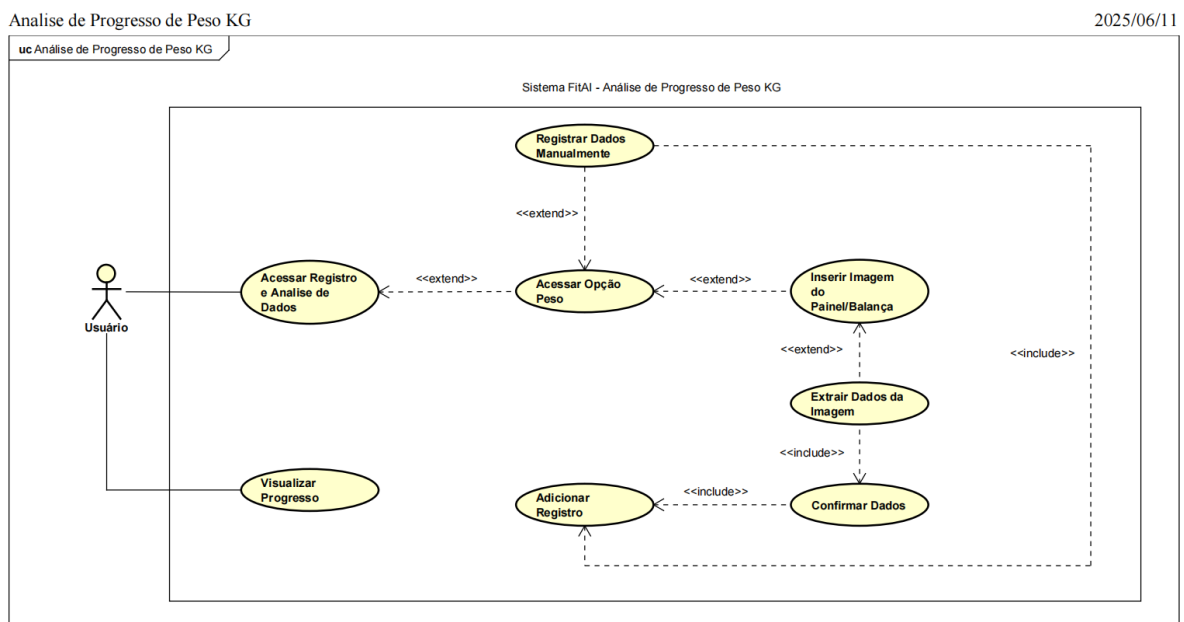 Analise de Progresso de Peso KG
2025/06/11
uc Análise de Progresso de Peso KG
Sistema FitAI - Análise de Progresso de Peso KG
Registrar Dados
Manualmente
<<extend>>
Acessar Registro
e Analise de
Dados
<<extend>>
Acessar Opção
Peso
<<extend>>
Inserir Imagem
do
Painel/Balança
Usuário
<<extend>>
<<include>>
Extrair Dados da
Imagem
<<include>>
Visualizar
Progresso
Adicionar
Registro
<<include>>
Confirmar Dados